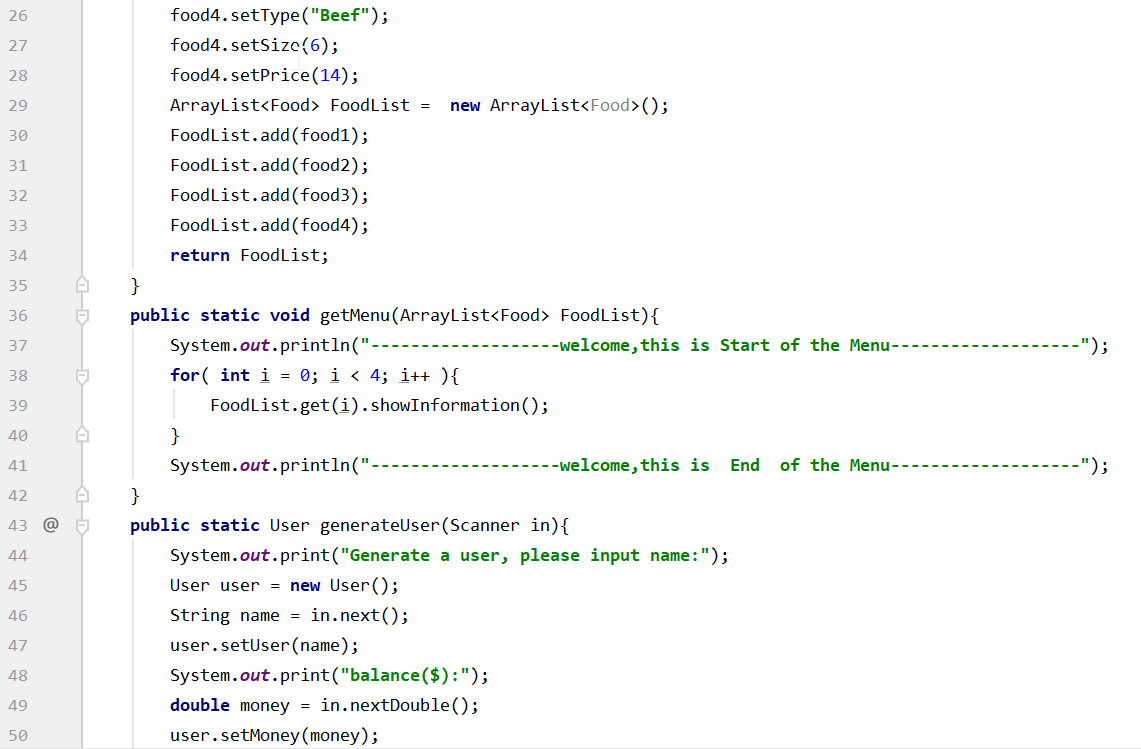 26 food4.setType("Beef");
27 food4.setSize(6);
28 food4.setPrice(14);
29 ArrayList<Food> FoodList =  new ArrayList<Food>();
30 FoodList.add(food1);
31 FoodList.add(food2);
32 FoodList.add(food3);
33 FoodList.add(food4);
34 return FoodList;
35 }
36 public static void getMenu(ArrayList<Food> FoodList){
37 System.out.println("-------------------welcome,this is Start of the Menu-------------------");
38 for( int i = 0; i < 4; i++ ){
39 FoodList.get(i).showInformation();
40 }
41 System.out.println("-------------------welcome,this is  End  of the Menu-------------------");
42 }
43 @ public static User generateUser(Scanner in){
44 System.out.print("Generate a user, please input name:");
45 User user = new User();
46 String name = in.next();
47 user.setUser(name);
48 System.out.print("balance($):");
49 double money = in.nextDouble();
50 user.setMoney(money);